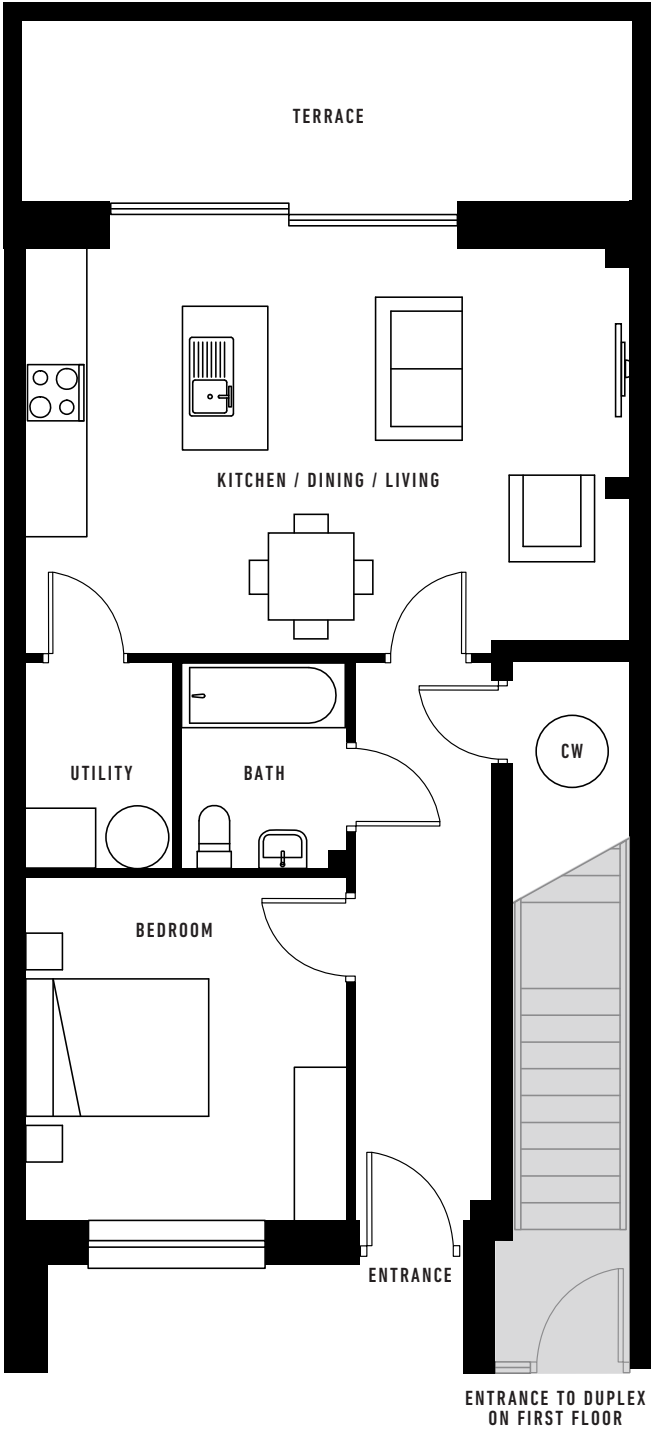 TERRACE
KITCHEN / DINING / LIVING
CW
UTILITY
BATH
BEDROOM
ENTRANCE
ENTRANCE TO DUPLEX
ON FIRST FLOOR